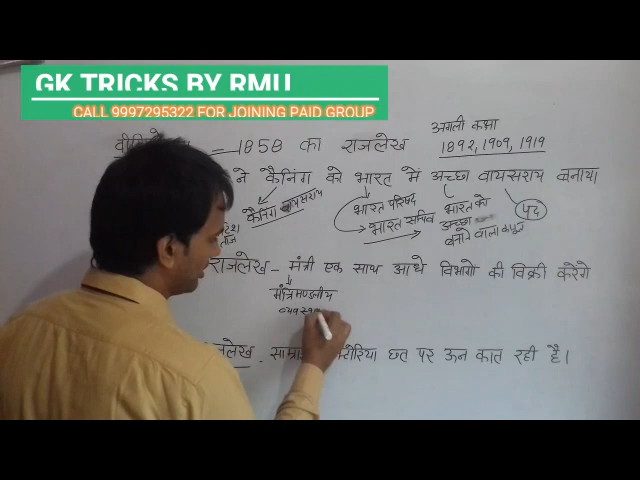 GK TRICKS BY RMU
CALL 9997295322 FOR JOINING PAID GROUP
अगली कक्षा
1858 का राजलेख 1892, 1909, 1919
ने कैनिंग को भारत में अच्छा वायसराय बनाया
कैनिंग वायसराय भारत परिषद भारत को पद
भारत सचिव अच्छा
बनाने वाला कानून
राजलेख - मंत्री एक साथ आधे विभागो की विक्री करेंगे
मंत्रिमण्डलीय
छत पर ऊन कात रही है।